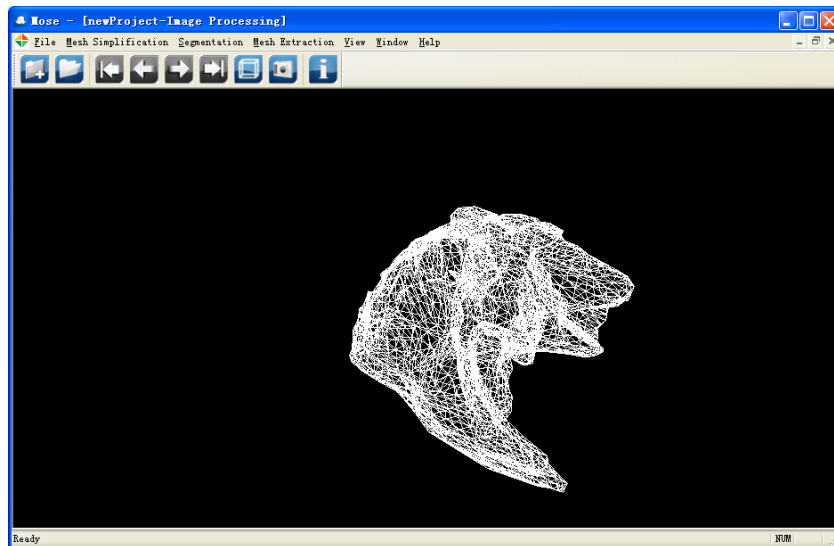 Mose - [newProject-Image Processing]
File Mesh Simplification Segmentation Mesh Extraction View Window Help
Ready NUM